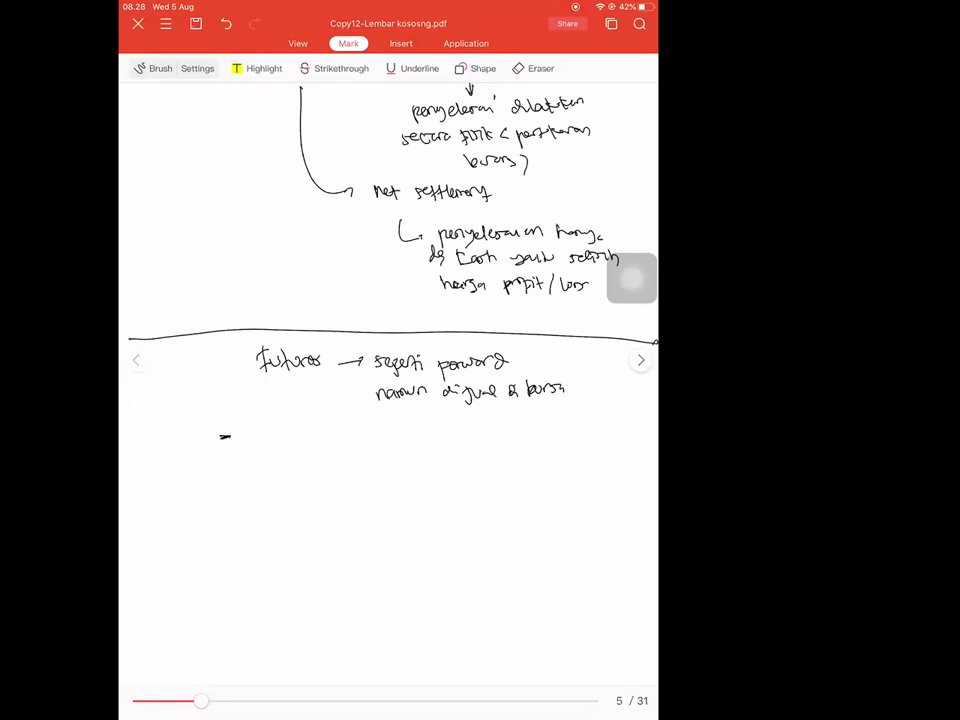 08.28 Wed 5 Aug
42%
Copy12-Lembar kososng.pdf
Share
View Mark Insert Application
Brush Settings Highlight Strikethrough Underline Shape Eraser
penyelesaian dilakukan
secara fisik < pertukaran
barang >
Net settlement
penyelesaian hanya
dg cash yaitu selisih
harga profit / loss
Futures → seperti forward
namun dijual di bursa
-
5 / 31